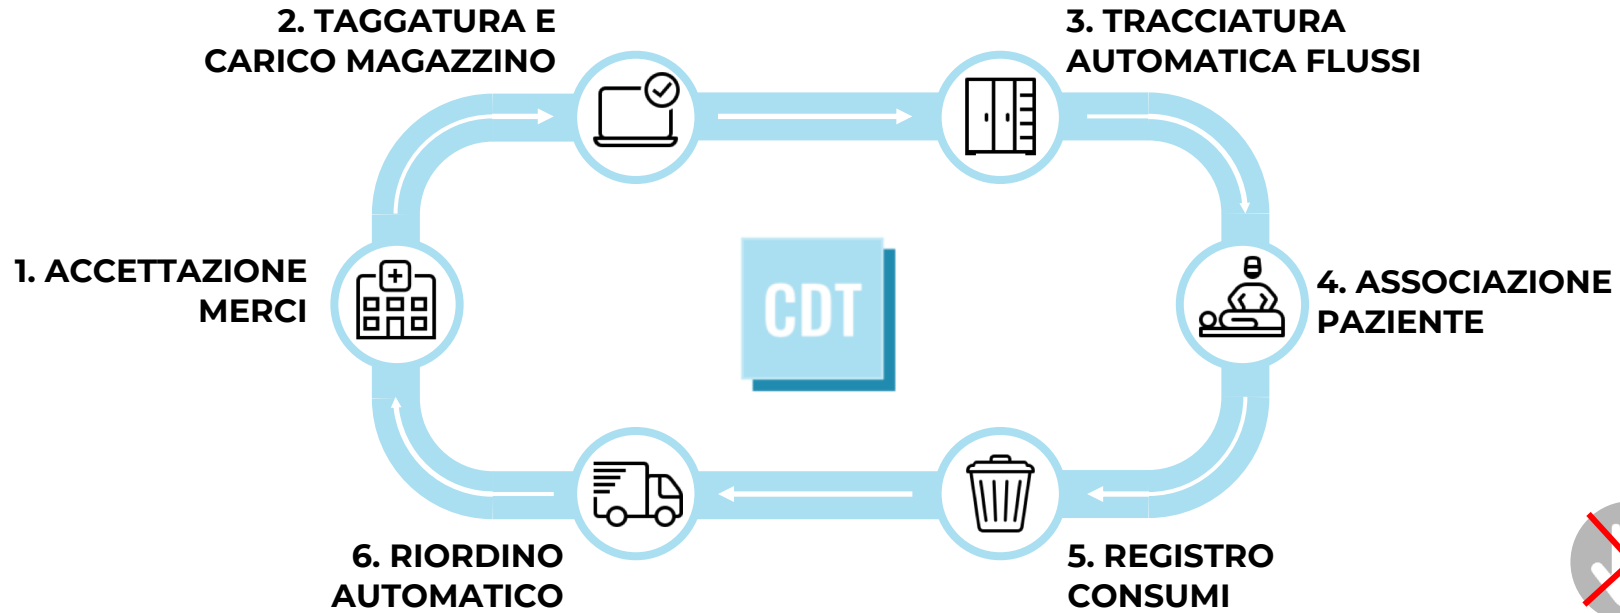 2. TAGGATURA E
CARICO MAGAZZINO
3. TRACCIATURA
AUTOMATICA FLUSSI
1. ACCETTAZIONE
MERCI
CDT
4. ASSOCIAZIONE
PAZIENTE
6. RIORDINO
AUTOMATICO
5. REGISTRO
CONSUMI